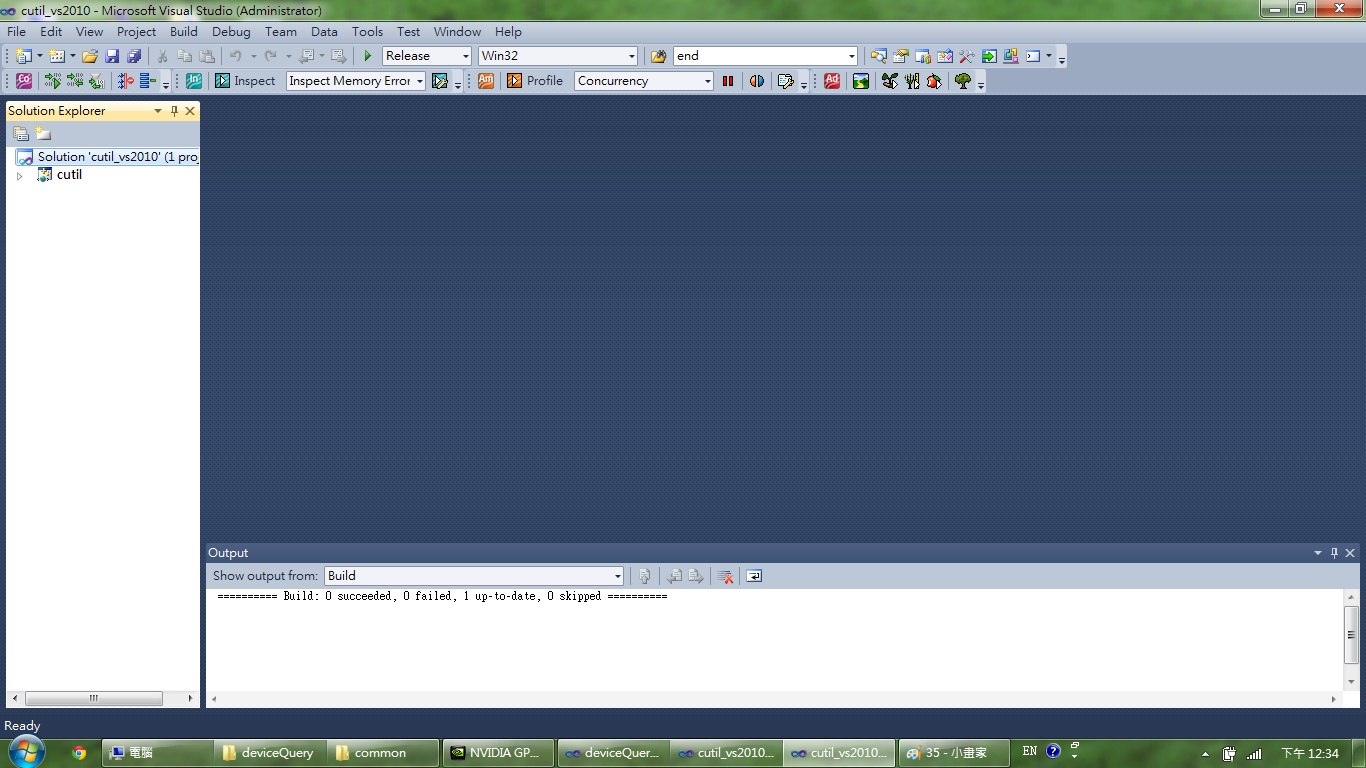 cutil_vs2010 - Microsoft Visual Studio (Administrator)
File Edit View Project Build Debug Team Data Tools Test Window Help
Release Win32 end
Inspect Inspect Memory Error Profile Concurrency
Solution Explorer
Solution 'cutil_vs2010' (1 pro
cutil
Output
Show output from: Build
========== Build: 0 succeeded, 0 failed, 1 up-to-date, 0 skipped ==========
Ready
電腦 deviceQuery common NVIDIA GP... deviceQuer... cutil_vs2010... cutil_vs2010... 35 - 小畫家 EN 下午 12:34